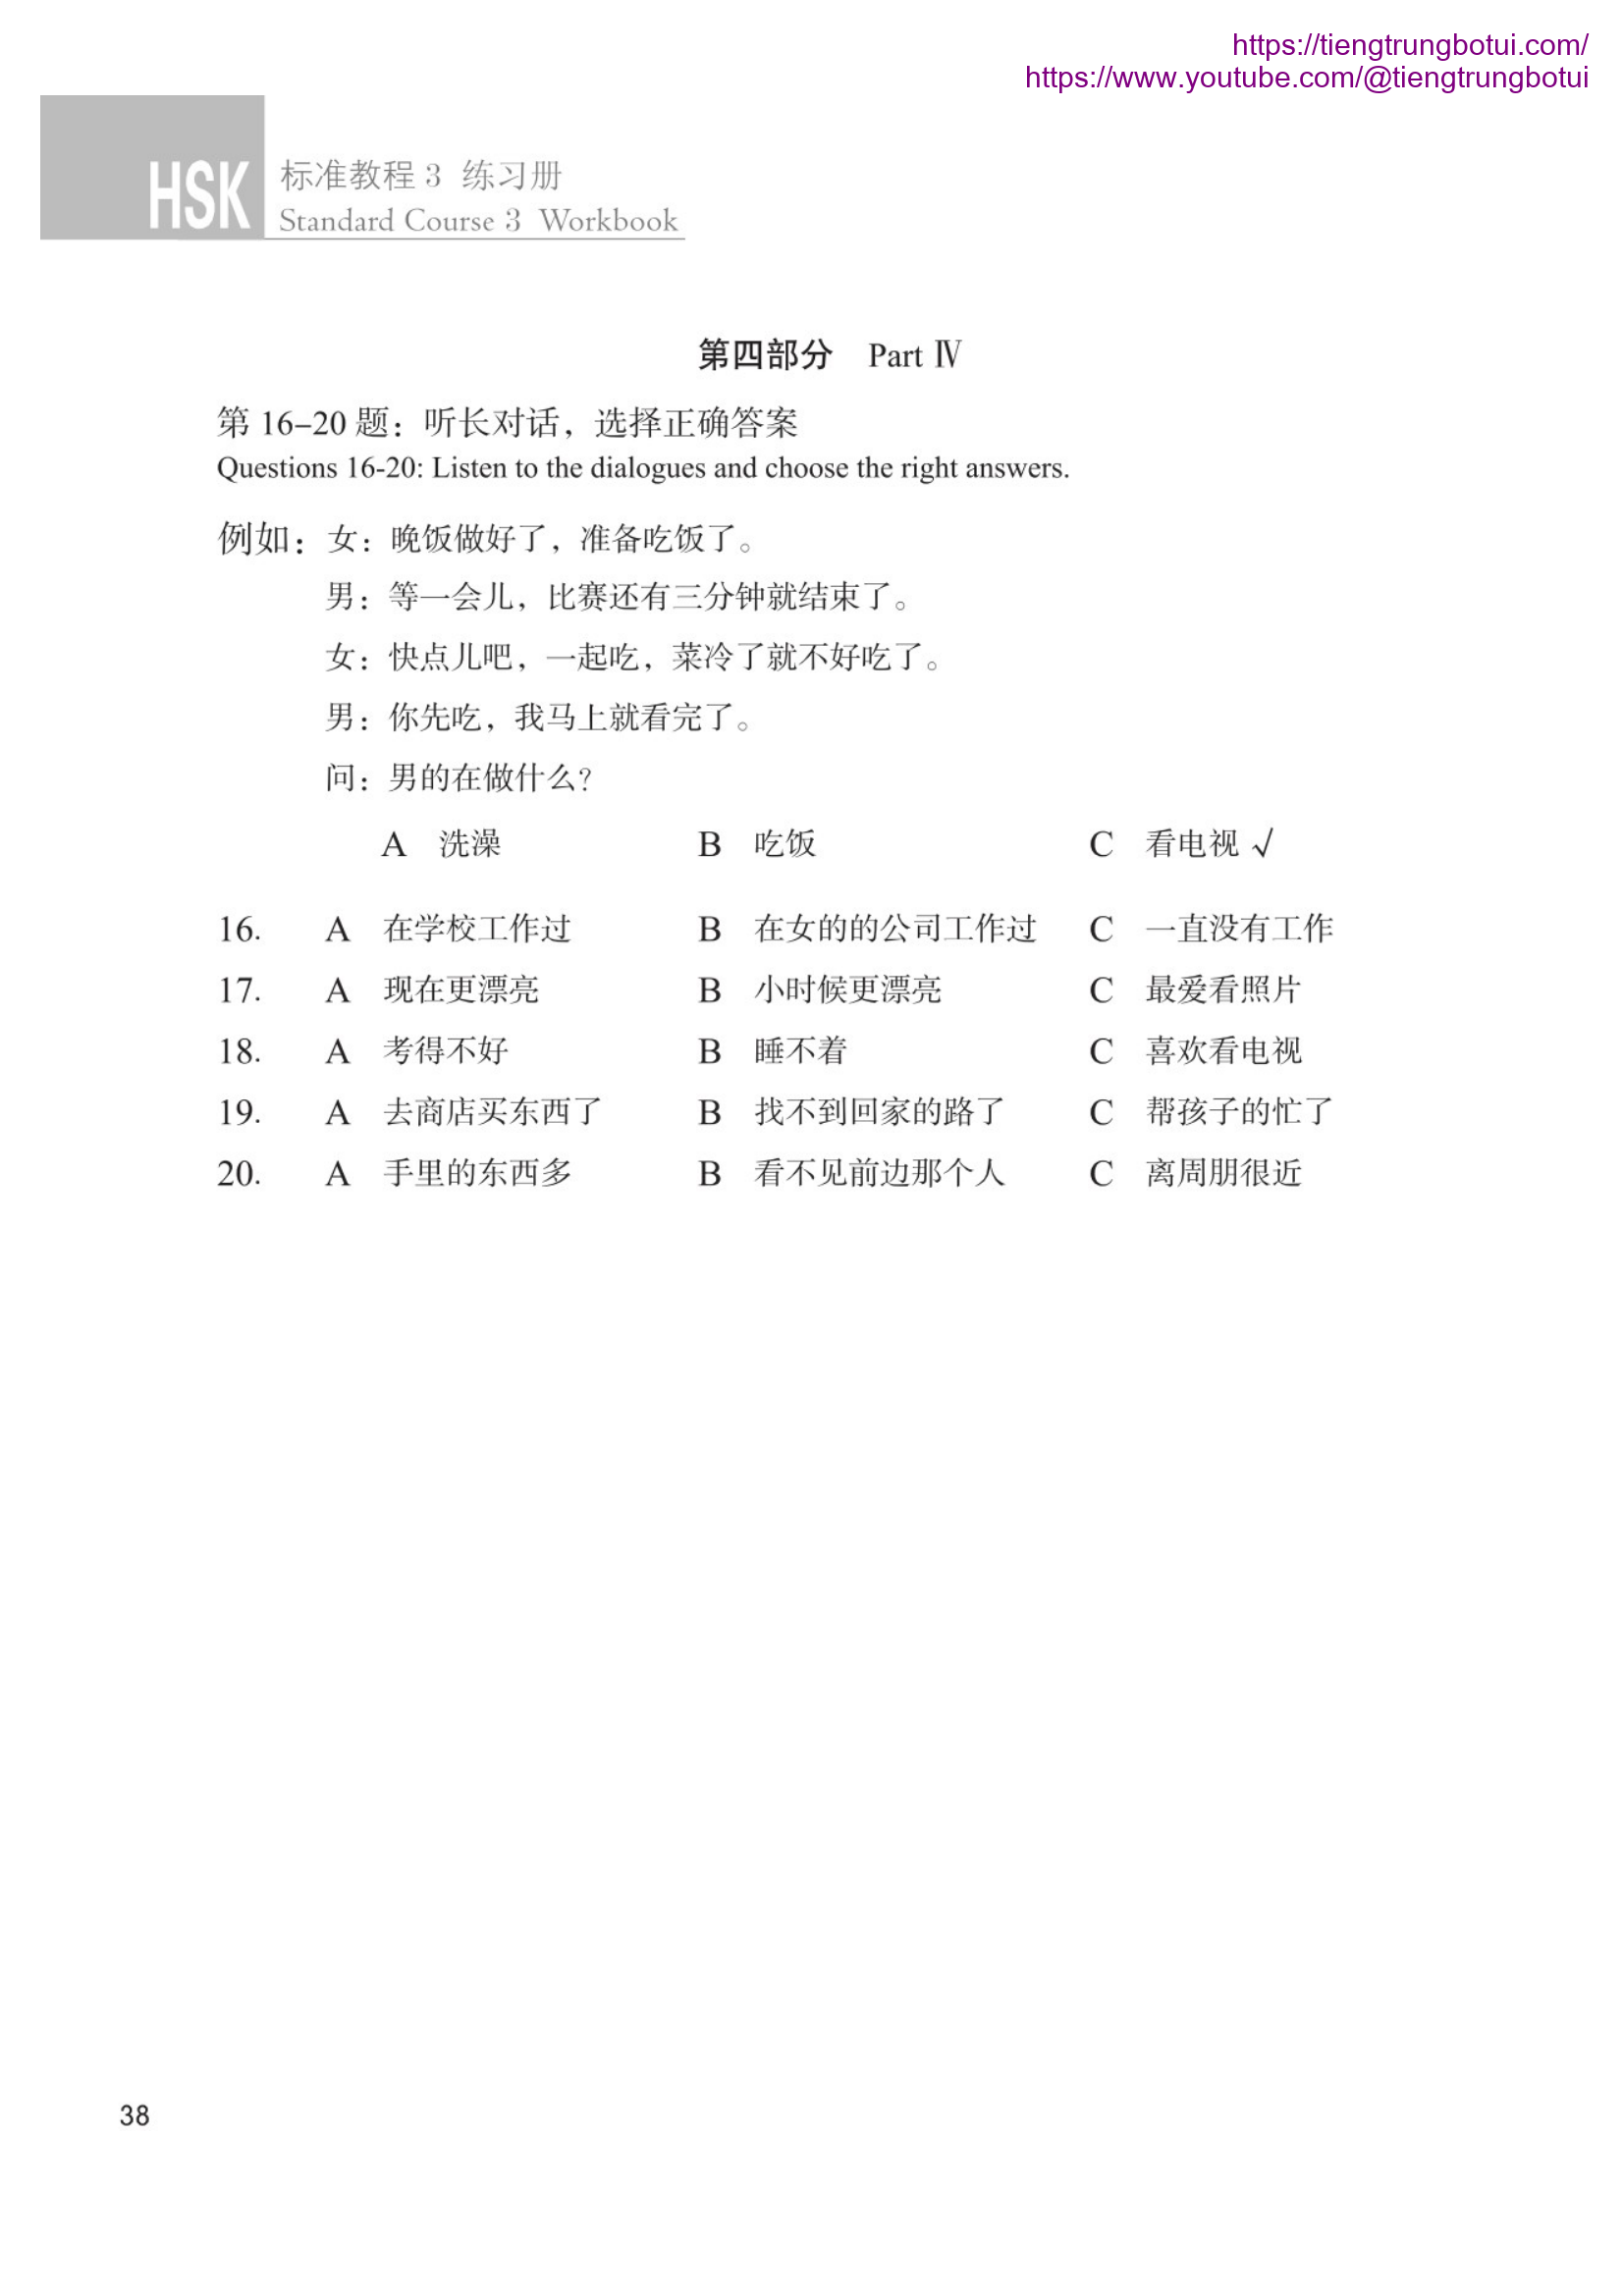 https://tiengtrungbotui.com/
https://www.youtube.com/@tiengtrungbotui
HSK 标准教程 3 练习册
Standard Course 3 Workbook
第四部分 Part Ⅳ
第 16–20 题：听长对话，选择正确答案
Questions 16-20: Listen to the dialogues and choose the right answers.
例如：女：晚饭做好了，准备吃饭了。
男：等一会儿，比赛还有三分钟就结束了。
女：快点儿吧，一起吃，菜冷了就不好吃了。
男：你先吃，我马上就看完了。
问：男的在做什么？
A 洗澡 B 吃饭 C 看电视 √
16. A 在学校工作过 B 在女的的公司工作过 C 一直没有工作
17. A 现在更漂亮 B 小时候更漂亮 C 最爱看照片
18. A 考得不好 B 睡不着 C 喜欢看电视
19. A 去商店买东西了 B 找不到回家的路了 C 帮孩子的忙了
20. A 手里的东西多 B 看不见前边那个人 C 离周朋很近
38